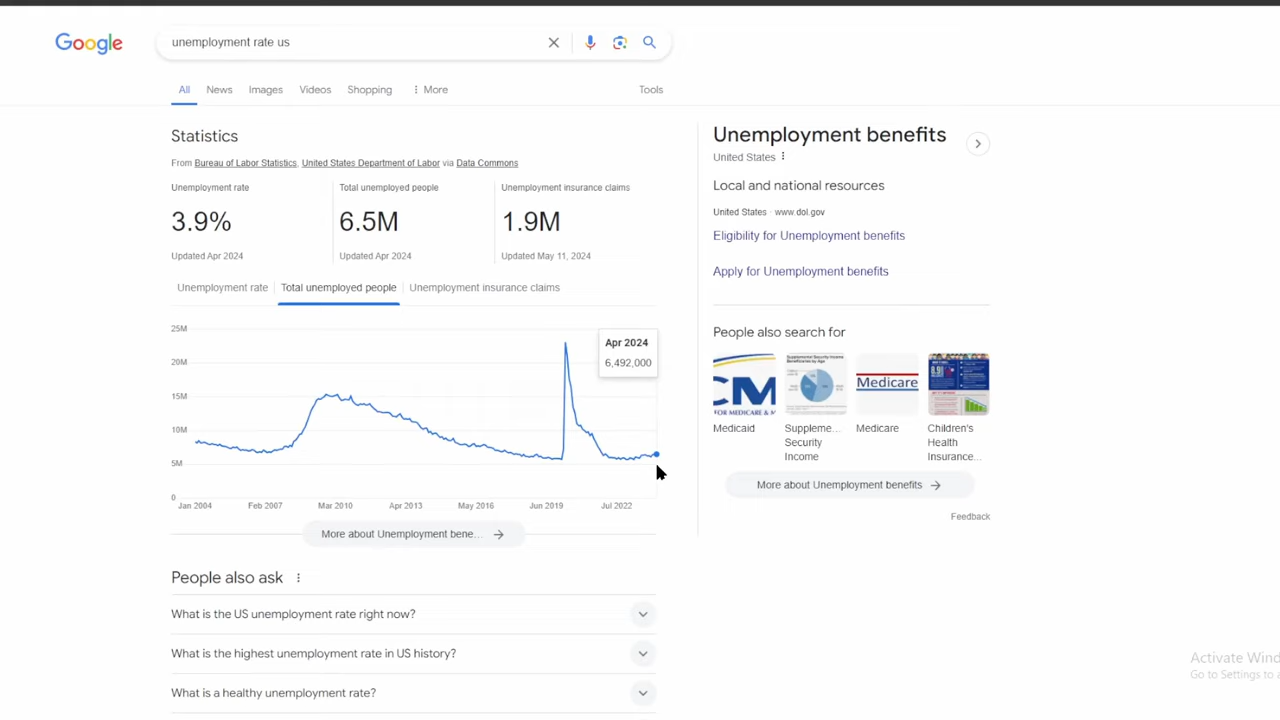 Google
unemployment rate us
All News Images Videos Shopping More Tools
Statistics
From Bureau of Labor Statistics, United States Department of Labor via Data Commons
Unemployment rate
3.9%
Updated Apr 2024
Total unemployed people
6.5M
Updated Apr 2024
Unemployment insurance claims
1.9M
Updated May 11, 2024
Unemployment rate Total unemployed people Unemployment insurance claims
25M
20M
15M
10M
5M
0
Apr 2024
6,492,000
Jan 2004 Feb 2007 Mar 2010 Apr 2013 May 2016 Jun 2019 Jul 2022
More about Unemployment bene...
People also ask
What is the US unemployment rate right now?
What is the highest unemployment rate in US history?
What is a healthy unemployment rate?
Unemployment benefits
United States
Local and national resources
United States · www.dol.gov
Eligibility for Unemployment benefits
Apply for Unemployment benefits
People also search for
CM
FOR MEDICARE & M
Medicaid
Suppleme...
Security
Income
Medicare
Medicare
Children's
Health
Insurance...
More about Unemployment benefits
Feedback
Activate Wind
Go to Settings to a